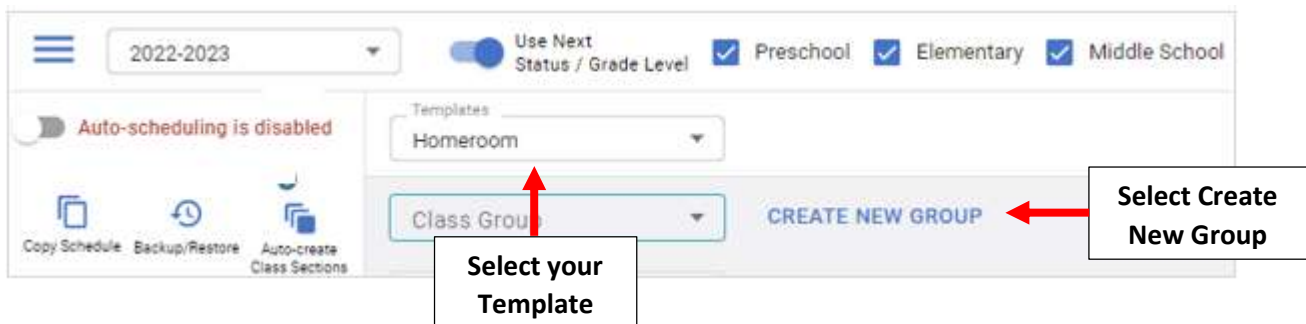 2022-2023
Use Next
Status / Grade Level
Preschool
Elementary
Middle School
Auto-scheduling is disabled
Templates
Homeroom
Copy Schedule
Backup/Restore
Auto-create
Class Sections
Class Group
CREATE NEW GROUP
Select Create
New Group
Select your
Template